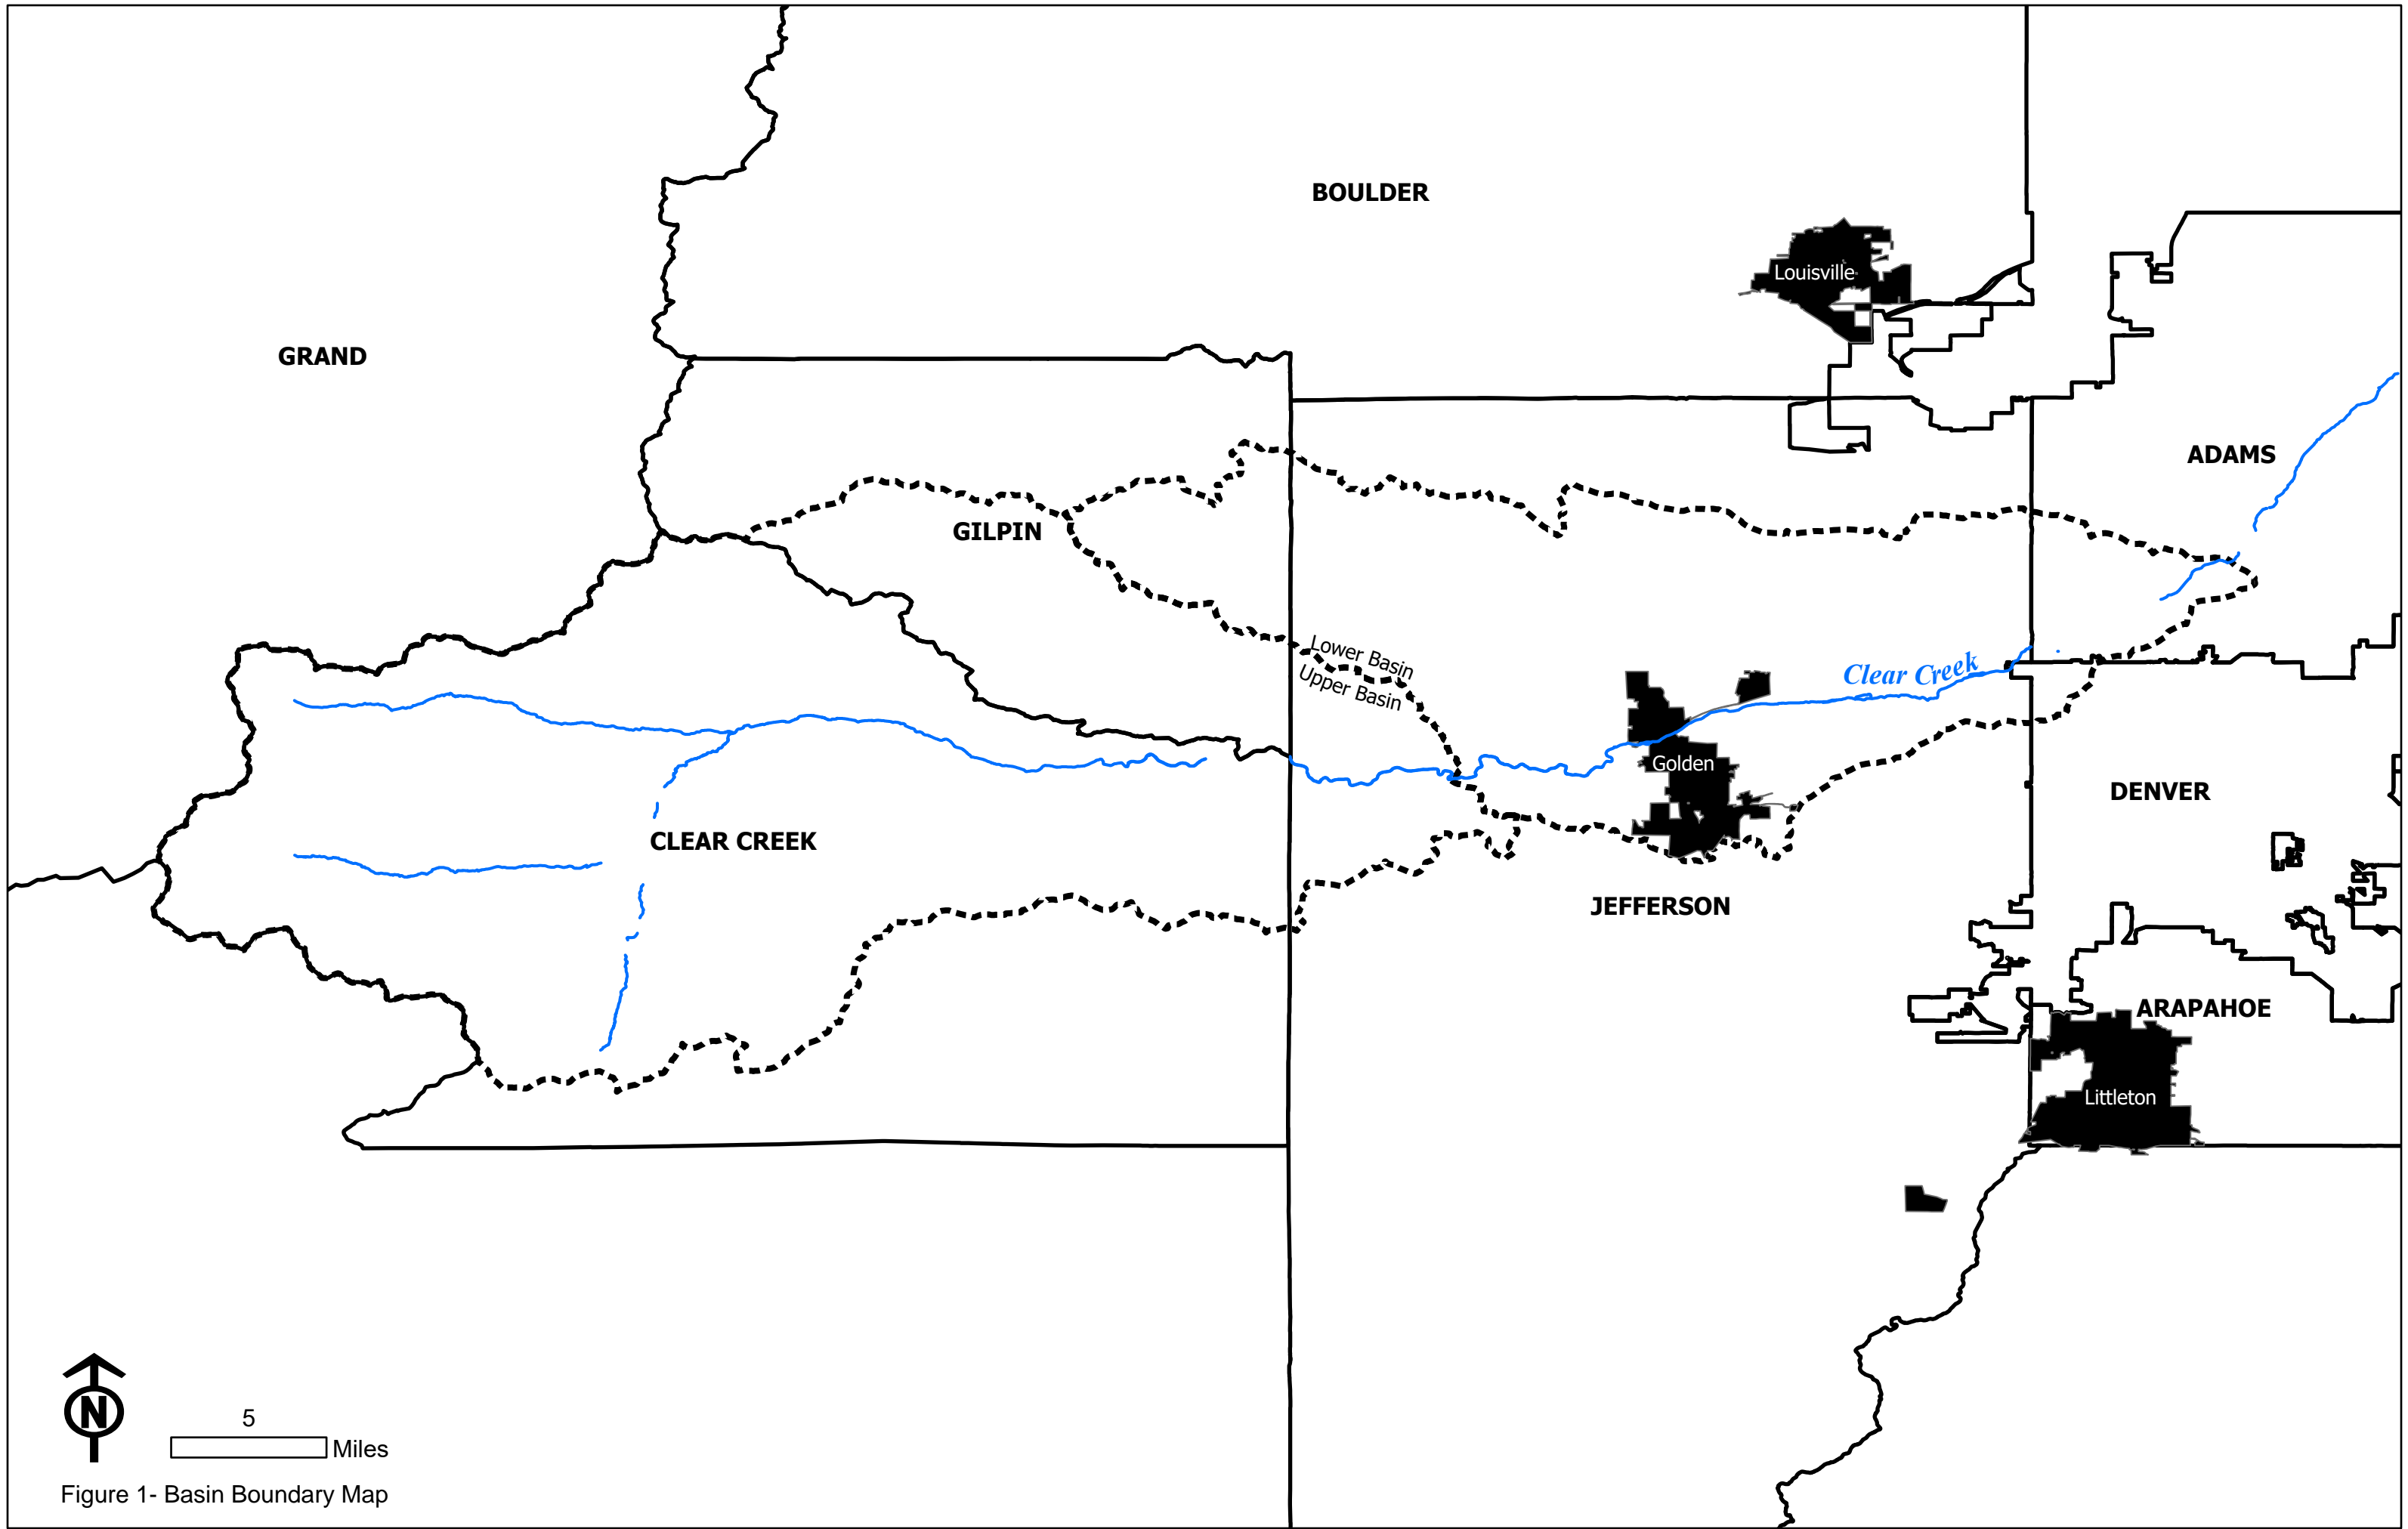 BOULDER
Louisville
GRAND
ADAMS
GILPIN
Lower Basin
Upper Basin
Clear Creek
Golden
DENVER
CLEAR CREEK
JEFFERSON
ARAPAHOE
Littleton
N
5
Miles
Figure 1- Basin Boundary Map